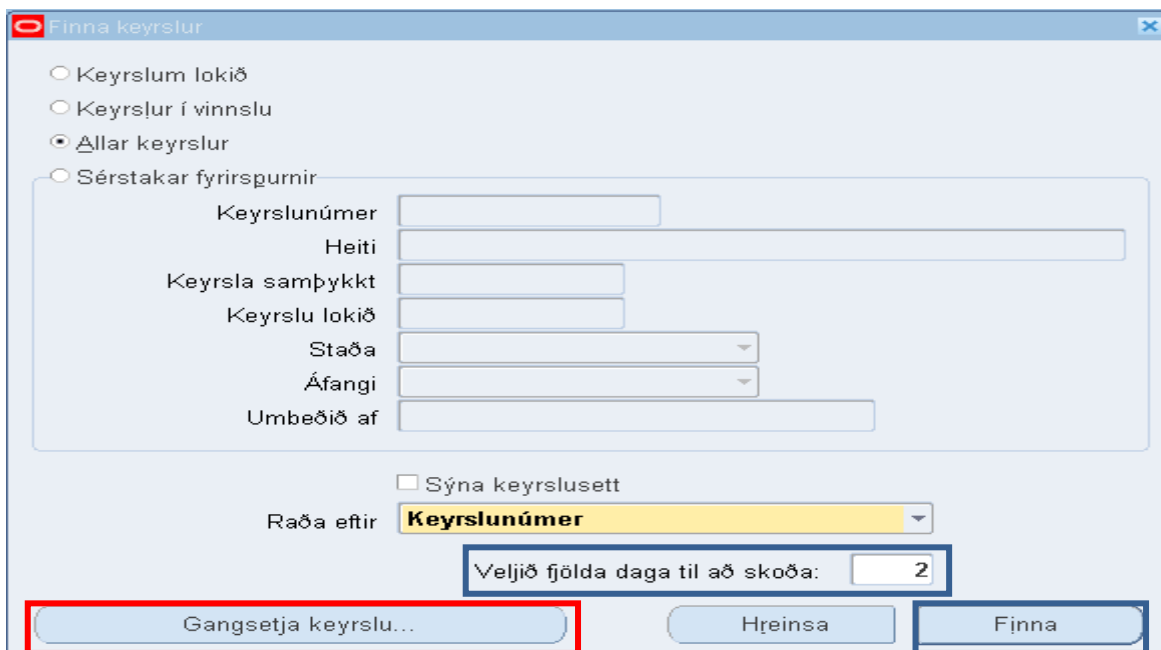 Finna keyrslur
Keyrslum lokið
Keyrslur í vinnslu
Allar keyrslur
Sérstakar fyrirspurnir
Keyrslunúmer
Heiti
Keyrsla samþykkt
Keyrslu lokið
Staða
Áfangi
Umbeðið af
Sýna keyrslusett
Raða eftir Keyrslunúmer
Veljið fjölda daga til að skoða: 2
Gangsetja keyrslu... Hreinsa Finna